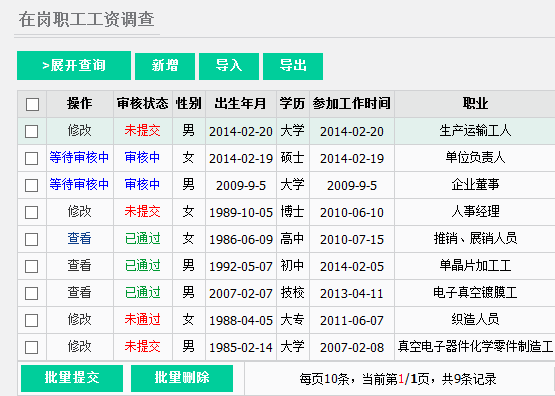 在岗职工工资调查
>展开查询 新增 导入 导出
操作 审核状态 性别 出生年月 学历 参加工作时间 职业
修改 未提交 男 2014-02-20 大学 2014-02-20 生产运输工人
等待审核中 审核中 女 2014-02-19 硕士 2014-02-19 单位负责人
等待审核中 审核中 男 2009-9-5 大学 2009-9-5 企业董事
修改 未提交 女 1989-10-05 博士 2010-06-10 人事经理
查看 已通过 女 1986-06-09 高中 2010-07-15 推销、展销人员
查看 已通过 男 1992-05-07 初中 2014-02-05 单晶片加工工
查看 已通过 男 2007-02-07 技校 2013-04-11 电子真空镀膜工
修改 未通过 女 1988-04-05 大专 2011-06-07 织造人员
修改 未提交 男 1985-02-14 大学 2007-02-08 真空电子器件化学零件制造工
批量提交 批量删除 每页10条，当前第1/1页，共9条记录